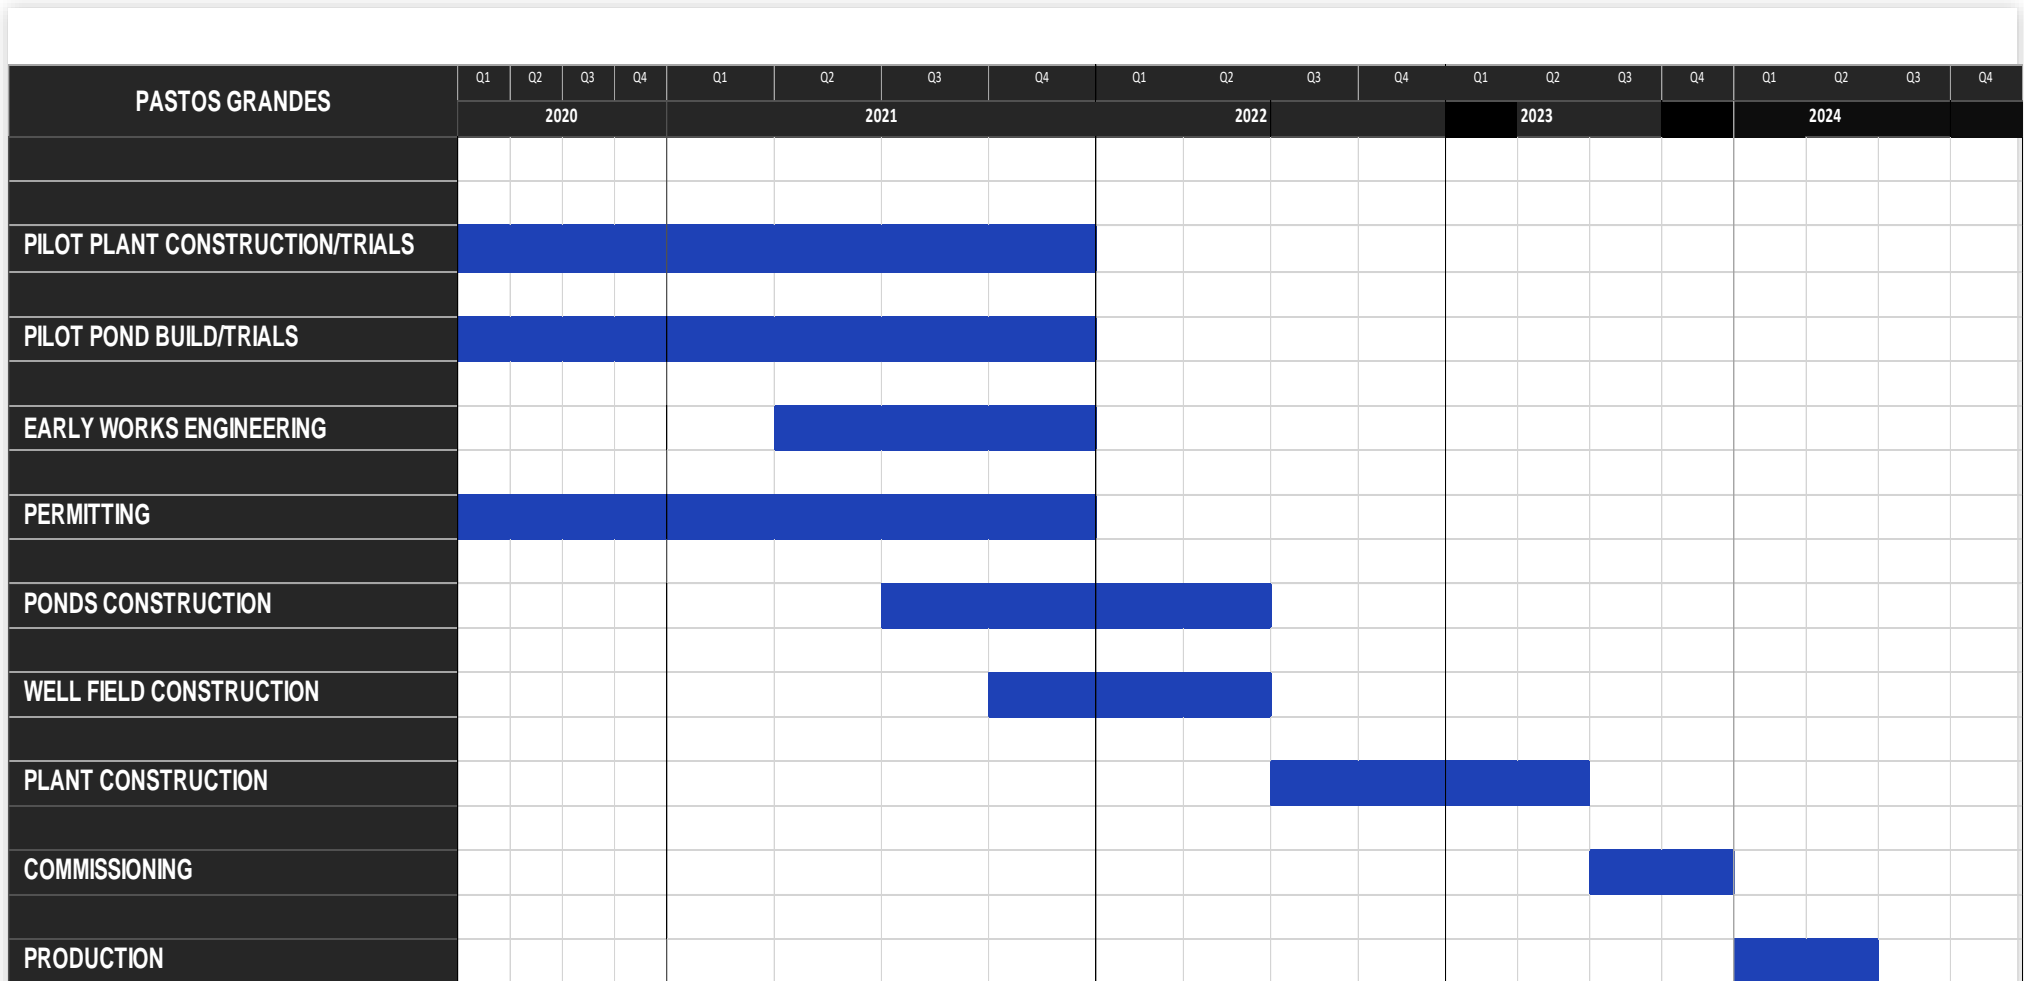 PASTOS GRANDES
Q1 Q2 Q3 Q4 Q1 Q2 Q3 Q4 Q1 Q2 Q3 Q4 Q1 Q2 Q3 Q4 Q1 Q2 Q3 Q4
2020 2021 2022 2023 2024
PILOT PLANT CONSTRUCTION/TRIALS
PILOT POND BUILD/TRIALS
EARLY WORKS ENGINEERING
PERMITTING
PONDS CONSTRUCTION
WELL FIELD CONSTRUCTION
PLANT CONSTRUCTION
COMMISSIONING
PRODUCTION